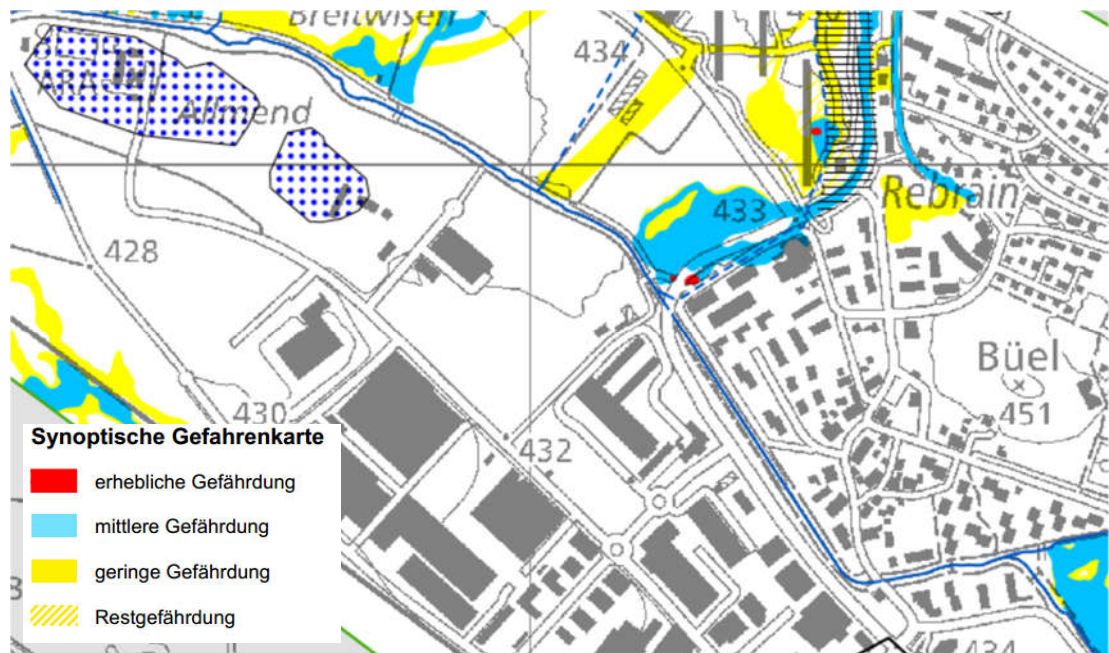 Breitwisen
434
ARA
Allmend
433
Rebrain
428
Büel
451
430
432
434
Synoptische Gefahrenkarte
erhebliche Gefährdung
mittlere Gefährdung
geringe Gefährdung
Restgefährdung